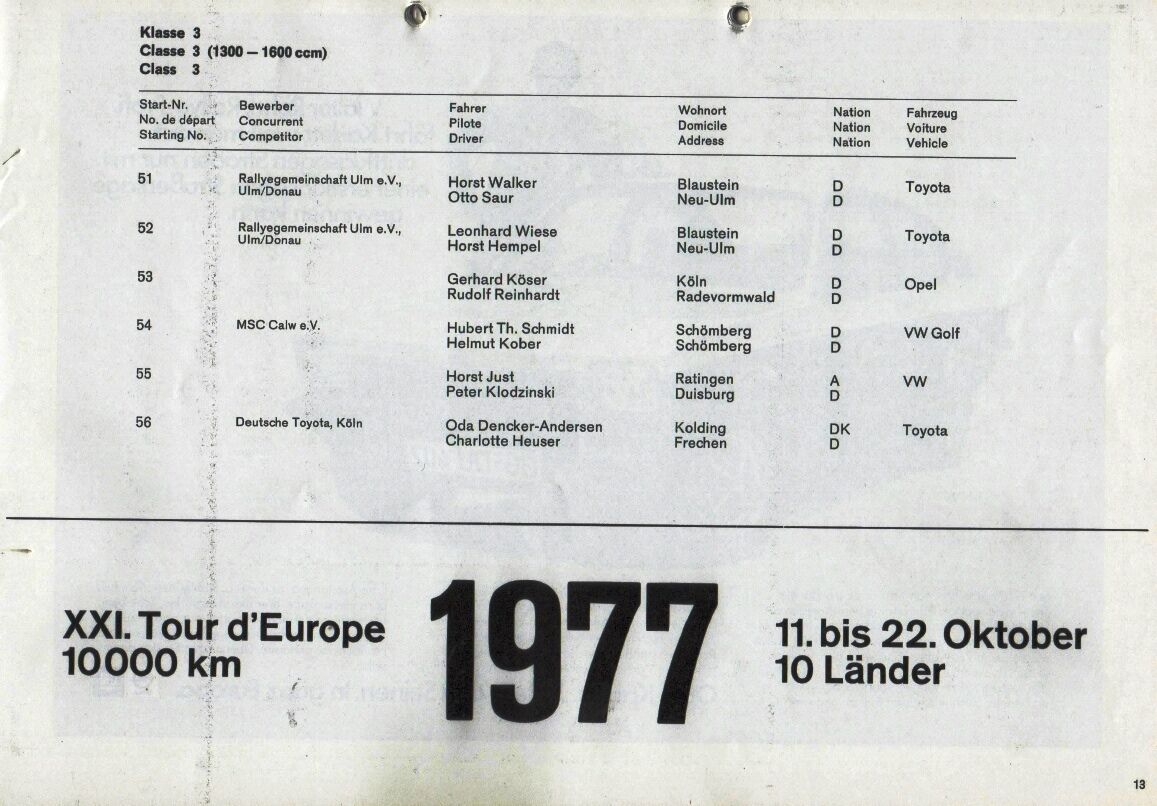 Klasse 3
Classe 3 (1300 – 1600 ccm)
Class 3
Start-Nr. Bewerber Fahrer Wohnort Nation Fahrzeug
No. de départ Concurrent Pilote Domicile Nation Voiture
Starting No. Competitor Driver Address Nation Vehicle
51 Rallyegemeinschaft Ulm e.V., Horst Walker Blaustein D Toyota
Ulm/Donau Otto Saur Neu-Ulm D
52 Rallyegemeinschaft Ulm e.V., Leonhard Wiese Blaustein D Toyota
Ulm/Donau Horst Hempel Neu-Ulm D
53 Gerhard Köser Köln D Opel
Rudolf Reinhardt Radevormwald D
54 MSC Calw e.V. Hubert Th. Schmidt Schömberg D VW Golf
Helmut Kober Schömberg D
55 Horst Just Ratingen A VW
Peter Klodzinski Duisburg D
56 Deutsche Toyota, Köln Oda Dencker-Andersen Kolding DK Toyota
Charlotte Heuser Frechen D
XXI. Tour d'Europe
10000 km
1977
11. bis 22. Oktober
10 Länder
13